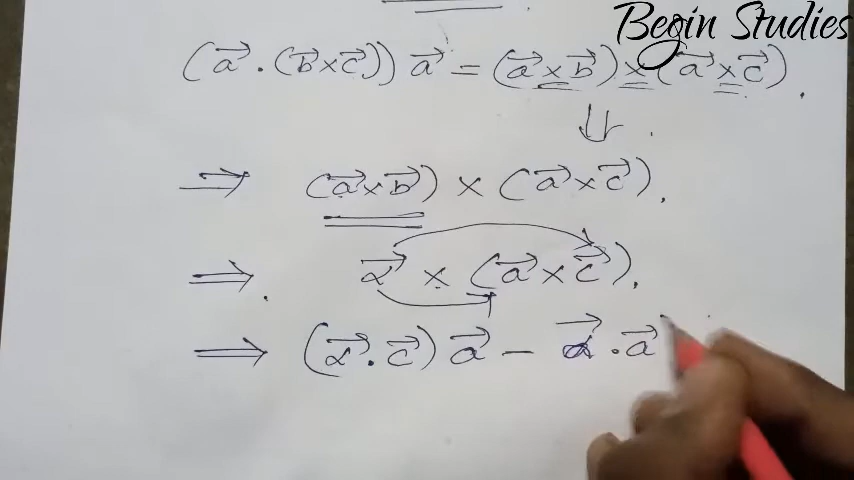 Begin Studies
(a⃗ . (b⃗ × c⃗)) a⃗ = (a⃗ × b⃗) × (a⃗ × c⃗) .
⇓ .
⇒ (a⃗ × b⃗) × (a⃗ × c⃗) .
⇒ . α⃗ × (a⃗ × c⃗) .
⇒ (α⃗ . c⃗) a⃗ − α⃗ . a⃗